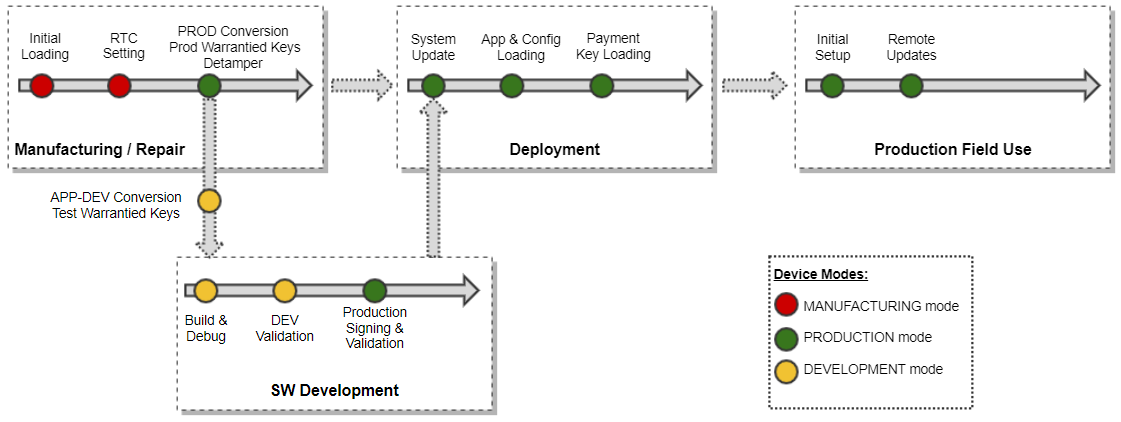 Initial
Loading
RTC
Setting
PROD Conversion
Prod Warrantied Keys
Detamper
Manufacturing / Repair
System
Update
App & Config
Loading
Payment
Key Loading
Deployment
Initial
Setup
Remote
Updates
Production Field Use
APP-DEV Conversion
Test Warrantied Keys
Build &
Debug
DEV
Validation
Production
Signing &
Validation
SW Development
Device Modes:
MANUFACTURING mode
PRODUCTION mode
DEVELOPMENT mode